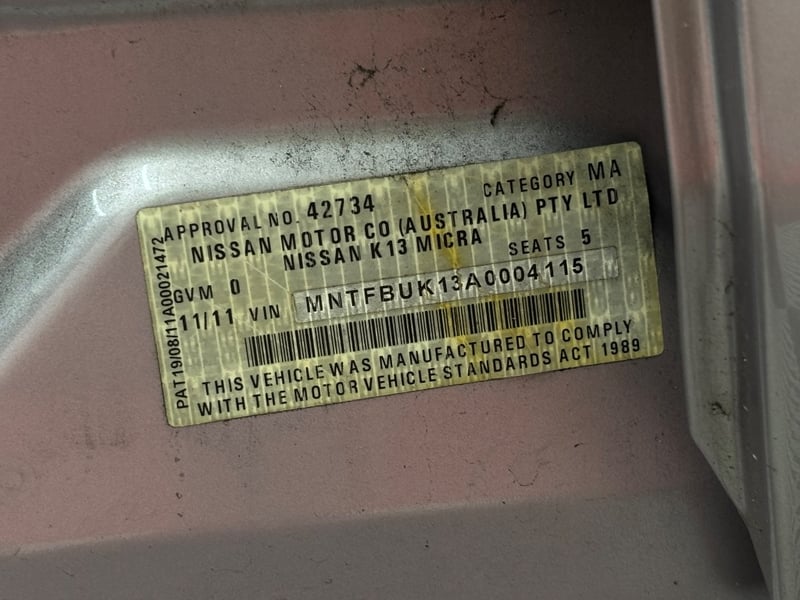 APPROVAL NO. 42734 CATEGORY MA
NISSAN MOTOR CO (AUSTRALIA) PTY LTD
NISSAN K13 MICRA SEATS 5
GVM 0
11/11 VIN MNTFBUK13A0004115
THIS VEHICLE WAS MANUFACTURED TO COMPLY
WITH THE MOTOR VEHICLE STANDARDS ACT 1989
PAT19/08/11A00021472